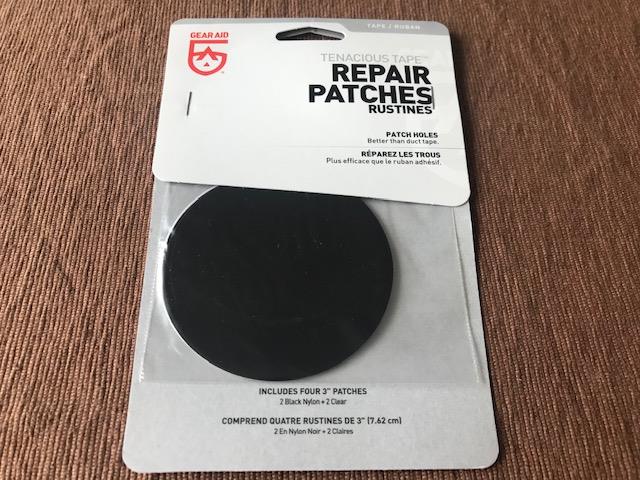 TAPE / RUBAN
GEAR AID
TENACIOUS TAPE™
REPAIR
PATCHES
RUSTINES
PATCH HOLES
Better than duct tape.
RÉPAREZ LES TROUS
Plus efficace que le ruban adhésif.
INCLUDES FOUR 3" PATCHES
2 Black Nylon + 2 Clear
COMPREND QUATRE RUSTINES DE 3" (7.62 cm)
2 En Nylon Noir + 2 Claires